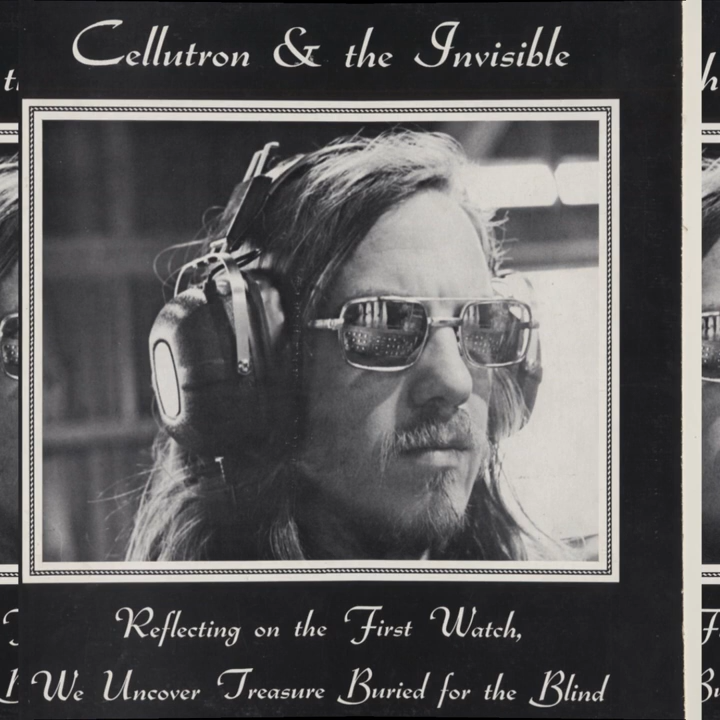 Cellutron & the Invisible
Reflecting on the First Watch,
We Uncover Treasure Buried for the Blind